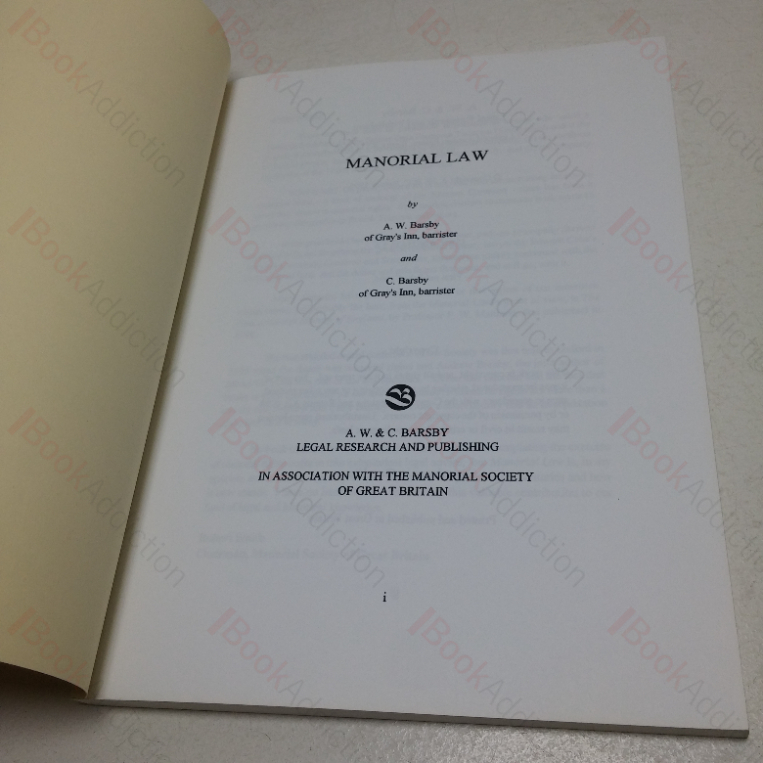 MANORIAL LAW
by
A. W. Barsby
of Gray's Inn, barrister
and
C. Barsby
of Gray's Inn, barrister
A. W. & C. BARSBY
LEGAL RESEARCH AND PUBLISHING
IN ASSOCIATION WITH THE MANORIAL SOCIETY
OF GREAT BRITAIN
i
BookAddiction